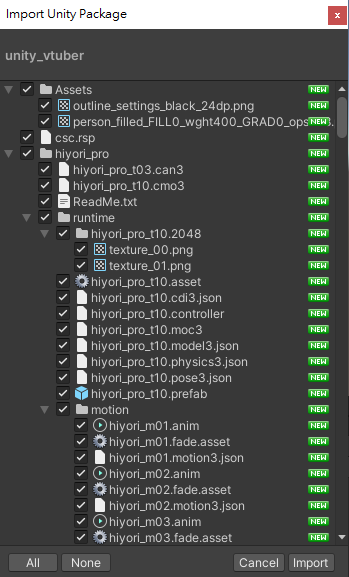 Import Unity Package
x
unity_vtuber
Assets NEW
outline_settings_black_24dp.png NEW
person_filled_FILL0_wght400_GRAD0_ops NEW
csc.rsp NEW
hiyori_pro NEW
hiyori_pro_t03.can3 NEW
hiyori_pro_t10.cmo3 NEW
ReadMe.txt NEW
runtime NEW
hiyori_pro_t10.2048 NEW
texture_00.png NEW
texture_01.png NEW
hiyori_pro_t10.asset NEW
hiyori_pro_t10.cdi3.json NEW
hiyori_pro_t10.controller NEW
hiyori_pro_t10.moc3 NEW
hiyori_pro_t10.model3.json NEW
hiyori_pro_t10.physics3.json NEW
hiyori_pro_t10.pose3.json NEW
hiyori_pro_t10.prefab NEW
motion NEW
hiyori_m01.anim NEW
hiyori_m01.fade.asset NEW
hiyori_m01.motion3.json NEW
hiyori_m02.anim NEW
hiyori_m02.fade.asset NEW
hiyori_m02.motion3.json NEW
hiyori_m03.anim NEW
hiyori_m03.fade.asset NEW
All None Cancel Import